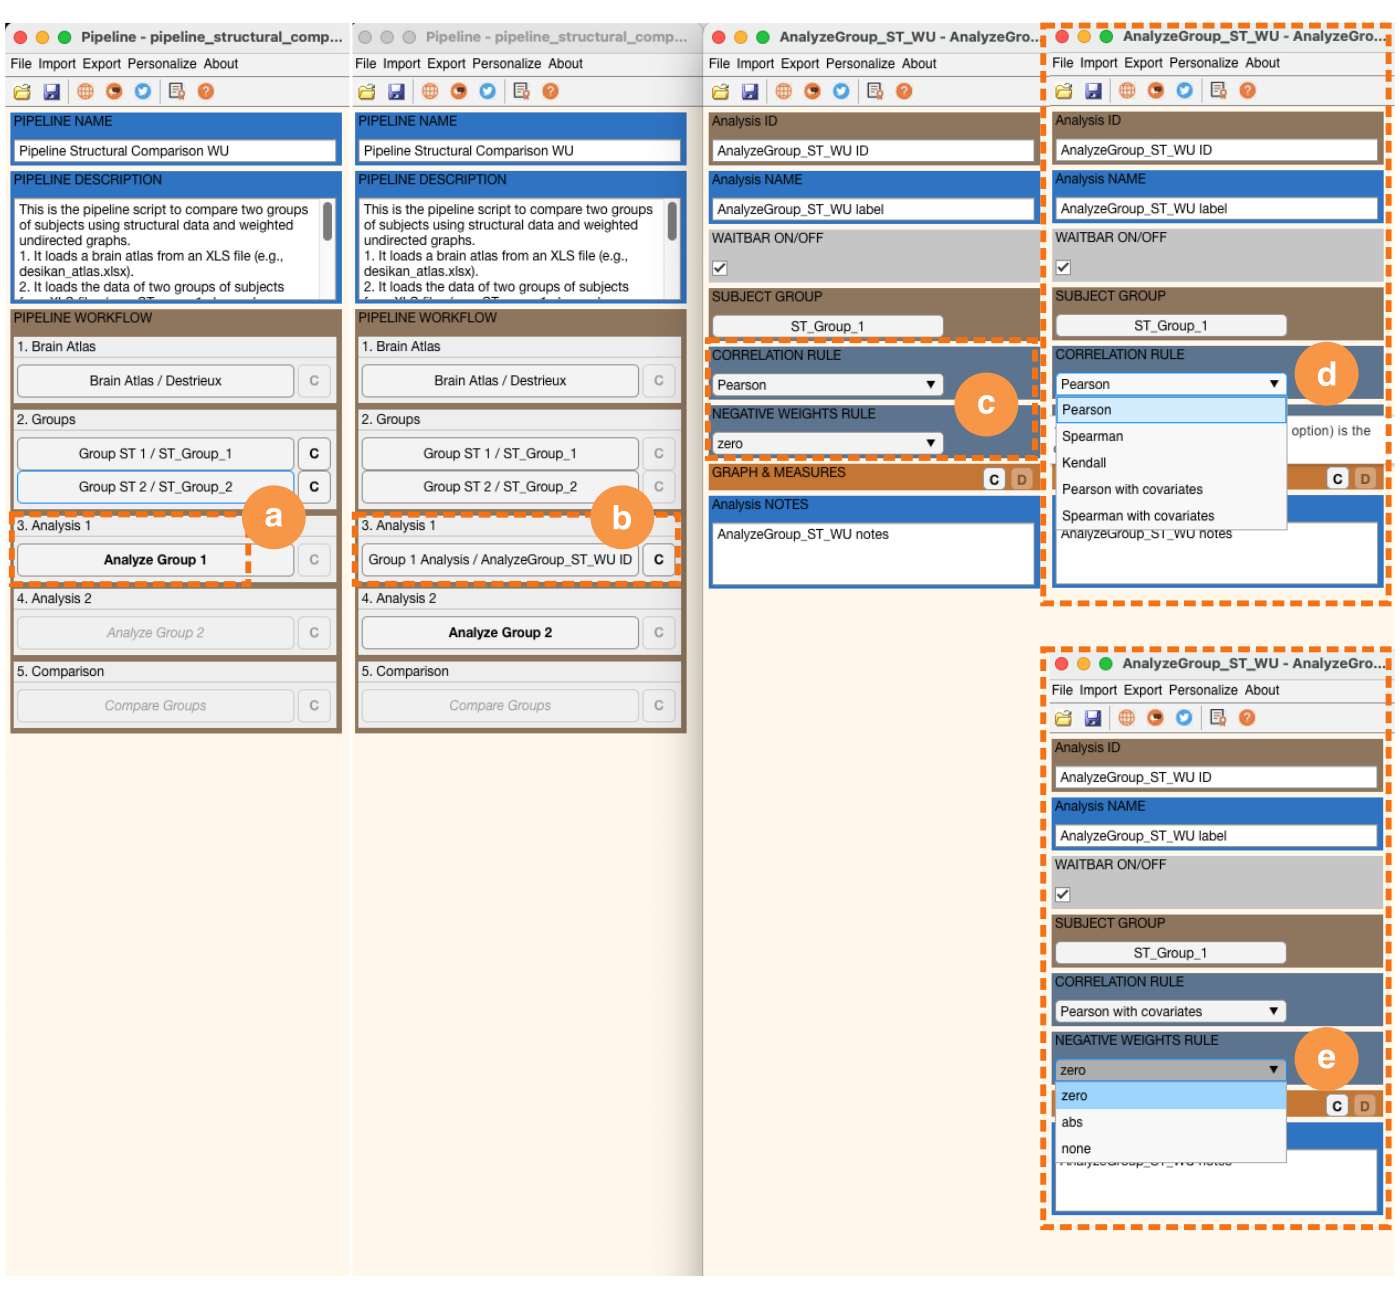 Pipeline - pipeline_structural_comp...
File Import Export Personalize About
PIPELINE NAME
Pipeline Structural Comparison WU
PIPELINE DESCRIPTION
This is the pipeline script to compare two groups
of subjects using structural data and weighted
undirected graphs.
1. It loads a brain atlas from an XLS file (e.g.,
desikan_atlas.xlsx).
2. It loads the data of two groups of subjects
PIPELINE WORKFLOW
1. Brain Atlas
Brain Atlas / Destrieux C
2. Groups
Group ST 1 / ST_Group_1 C
Group ST 2 / ST_Group_2 C
a
3. Analysis 1
Analyze Group 1 C
4. Analysis 2
Analyze Group 2 C
5. Comparison
Compare Groups C
Pipeline - pipeline_structural_comp...
File Import Export Personalize About
PIPELINE NAME
Pipeline Structural Comparison WU
PIPELINE DESCRIPTION
This is the pipeline script to compare two groups
of subjects using structural data and weighted
undirected graphs.
1. It loads a brain atlas from an XLS file (e.g.,
desikan_atlas.xlsx).
2. It loads the data of two groups of subjects
PIPELINE WORKFLOW
1. Brain Atlas
Brain Atlas / Destrieux C
2. Groups
Group ST 1 / ST_Group_1
Group ST 2 / ST_Group_2
b
3. Analysis 1
Group 1 Analysis / AnalyzeGroup_ST_WU ID C
4. Analysis 2
Analyze Group 2 C
5. Comparison
Compare Groups C
AnalyzeGroup_ST_WU - AnalyzeGro...
File Import Export Personalize About
Analysis ID
AnalyzeGroup_ST_WU ID
Analysis NAME
AnalyzeGroup_ST_WU label
WAITBAR ON/OFF
SUBJECT GROUP
ST_Group_1
CORRELATION RULE
Pearson
c
NEGATIVE WEIGHTS RULE
zero
GRAPH & MEASURES C D
Analysis NOTES
AnalyzeGroup_ST_WU notes
AnalyzeGroup_ST_WU - AnalyzeGro...
File Import Export Personalize About
Analysis ID
AnalyzeGroup_ST_WU ID
Analysis NAME
AnalyzeGroup_ST_WU label
WAITBAR ON/OFF
SUBJECT GROUP
ST_Group_1
CORRELATION RULE
d
Pearson
Pearson
option) is the
Spearman
Kendall
C D
Pearson with covariates
Spearman with covariates
AnalyzeGroup_ST_WU notes
AnalyzeGroup_ST_WU - AnalyzeGro...
File Import Export Personalize About
Analysis ID
AnalyzeGroup_ST_WU ID
Analysis NAME
AnalyzeGroup_ST_WU label
WAITBAR ON/OFF
SUBJECT GROUP
ST_Group_1
CORRELATION RULE
Pearson with covariates
NEGATIVE WEIGHTS RULE
e
zero
zero
C D
abs
none